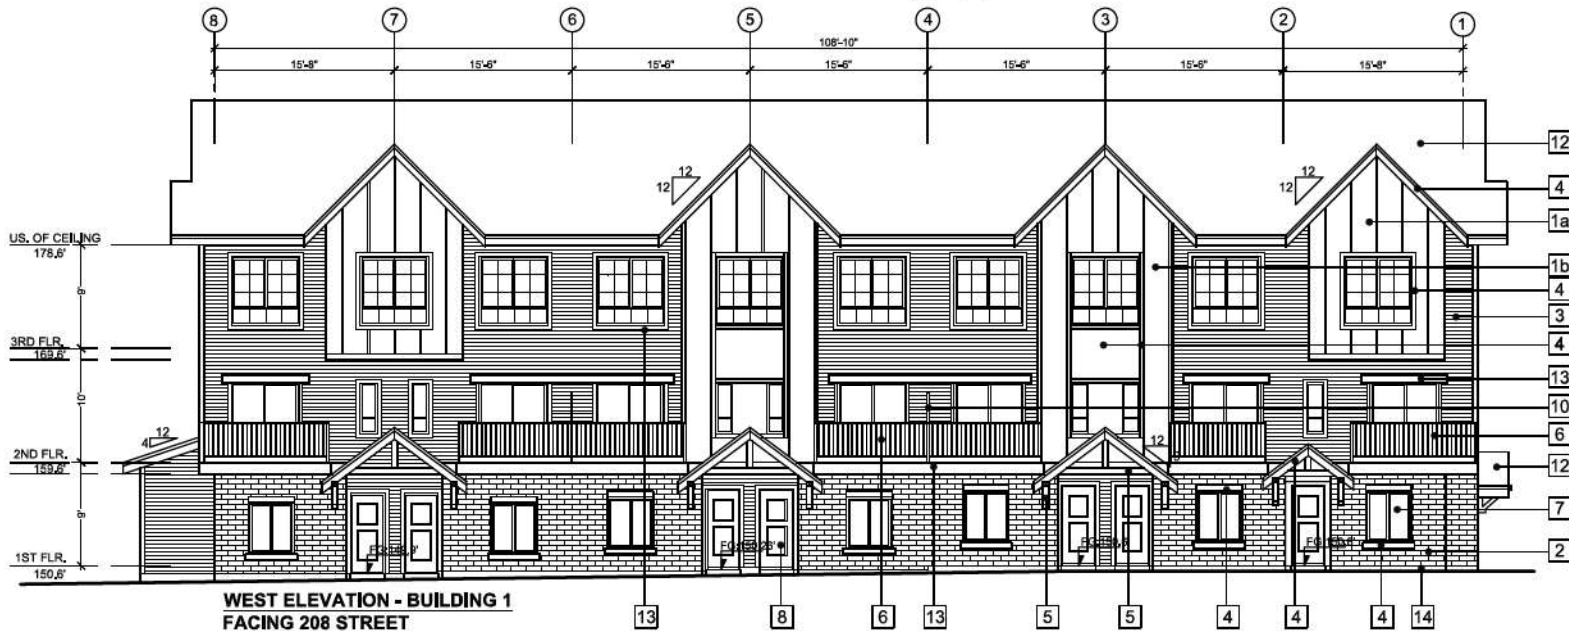 8 7 6 5 4 3 2 1
108'-10"
15'-8" 15'-6" 15'-6" 15'-6" 15'-6" 15'-6" 15'-8"
12
12
12
4
12
12
12
1a
US. OF CEILING
178.6'
1b
4
9'
3
3RD FLR.
169.6'
4
13
10'
10
12
4
12
6
2ND FLR.
159.6'
12
9'
7
1ST FLR.
150.6'
2
WEST ELEVATION - BUILDING 1
FACING 208 STREET
13 8 6 13 5 5 4 4 4 14